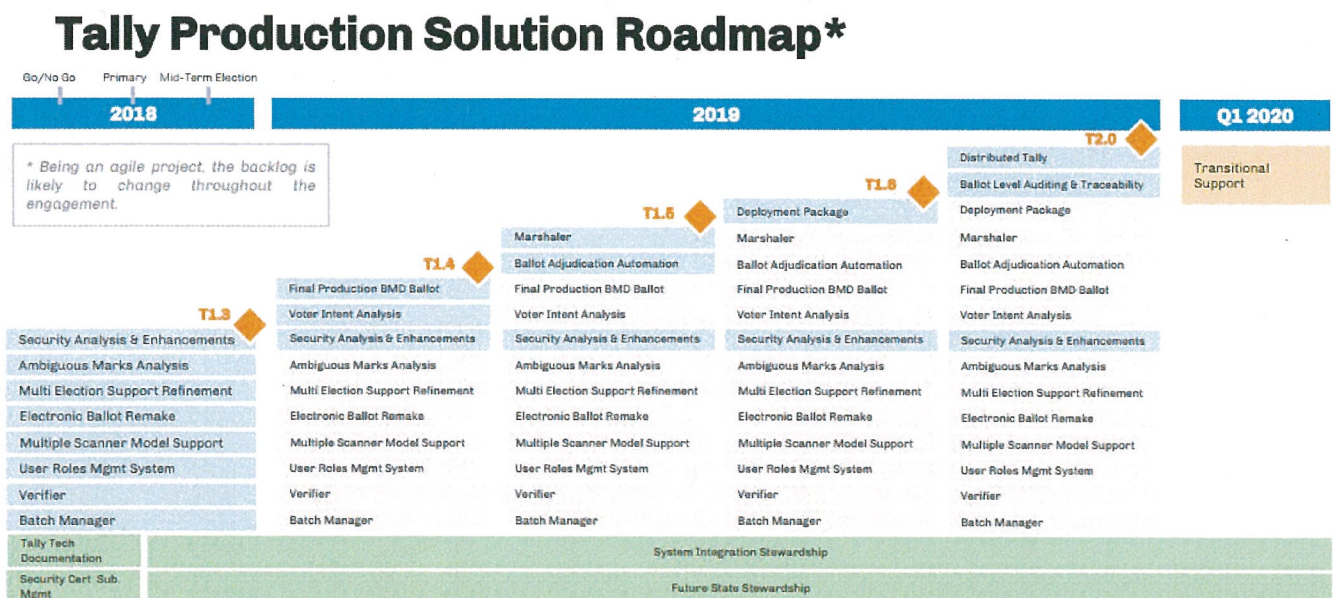 Tally Production Solution Roadmap*
Go/No Go Primary Mid-Term Election
2018 2019 Q1 2020
* Being an agile project, the backlog is
likely to change throughout the
engagement.
Transitional
Support
T1.3
Security Analysis & Enhancements
Ambiguous Marks Analysis
Multi Election Support Refinement
Electronic Ballot Remake
Multiple Scanner Model Support
User Roles Mgmt System
Verifier
Batch Manager
T1.4
Final Production BMD Ballot
Voter Intent Analysis
Security Analysis & Enhancements
Ambiguous Marks Analysis
Multi Election Support Refinement
Electronic Ballot Remake
Multiple Scanner Model Support
User Roles Mgmt System
Verifier
Batch Manager
T1.5
Marshaler
Ballot Adjudication Automation
Final Production BMD Ballot
Voter Intent Analysis
Security Analysis & Enhancements
Ambiguous Marks Analysis
Multi Election Support Refinement
Electronic Ballot Remake
Multiple Scanner Model Support
User Roles Mgmt System
Verifier
Batch Manager
T1.6
Deployment Package
Marshaler
Ballot Adjudication Automation
Final Production BMD Ballot
Voter Intent Analysis
Security Analysis & Enhancements
Ambiguous Marks Analysis
Multi Election Support Refinement
Electronic Ballot Remake
Multiple Scanner Model Support
User Roles Mgmt System
Verifier
Batch Manager
T2.0
Distributed Tally
Ballot Level Auditing & Traceability
Deployment Package
Marshaler
Ballot Adjudication Automation
Final Production BMD Ballot
Voter Intent Analysis
Security Analysis & Enhancements
Ambiguous Marks Analysis
Multi Election Support Refinement
Electronic Ballot Remake
Multiple Scanner Model Support
User Roles Mgmt System
Verifier
Batch Manager
Tally Tech
Documentation
System Integration Stewardship
Security Cert Sub.
Mgmt
Future State Stewardship